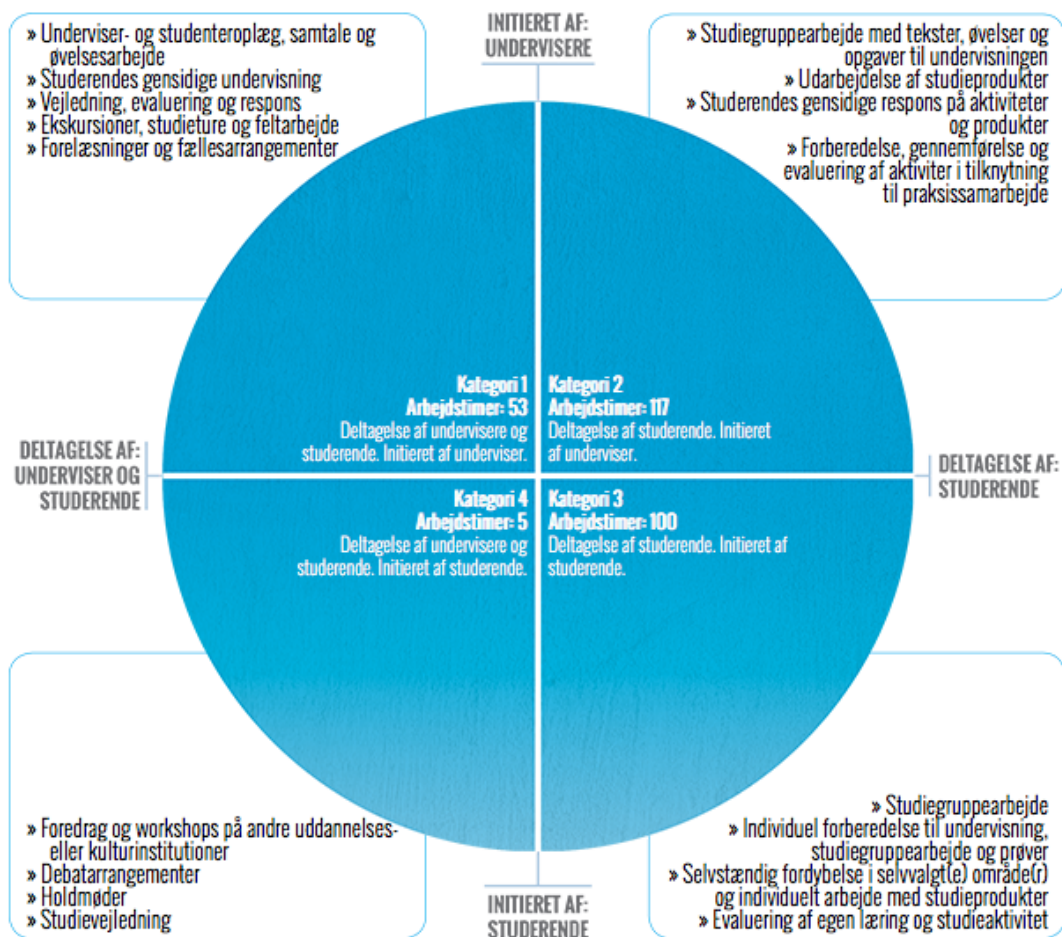 INITIERET AF:
UNDERVISERE
» Underviser- og studenteroplæg, samtale og
øvelsesarbejde
» Studerendes gensidige undervisning
» Vejledning, evaluering og respons
» Ekskursioner, studieture og feltarbejde
» Forelæsninger og fællesarrangementer
» Studiegruppearbejde med tekster, øvelser og
opgaver til undervisningen
» Udarbejdelse af studieprodukter
» Studerendes gensidige respons på aktiviteter
og produkter
» Forberedelse, gennemførelse og
evaluering af aktiviter i tilknytning
til praksissamarbejde
Kategori 1
Arbejdstimer: 53
Deltagelse af undervisere og
studerende. Initieret af underviser.
Kategori 2
Arbejdstimer: 117
Deltagelse af studerende. Initieret
af underviser.
DELTAGELSE AF:
UNDERVISER OG
STUDERENDE
DELTAGELSE AF:
STUDERENDE
Kategori 4
Arbejdstimer: 5
Deltagelse af undervisere og
studerende. Initieret af studerende.
Kategori 3
Arbejdstimer: 100
Deltagelse af studerende. Initieret af
studerende.
» Foredrag og workshops på andre uddannelses-
eller kulturinstitutioner
» Debatarrangementer
» Holdmøder
» Studievejledning
» Studiegruppearbejde
» Individuel forberedelse til undervisning,
studiegruppearbejde og prøver
» Selvstændig fordybelse i selvvalgt(e) område(r)
og individuelt arbejde med studieprodukter
» Evaluering af egen læring og studieaktivitet
INITIERET AF:
STUDERENDE